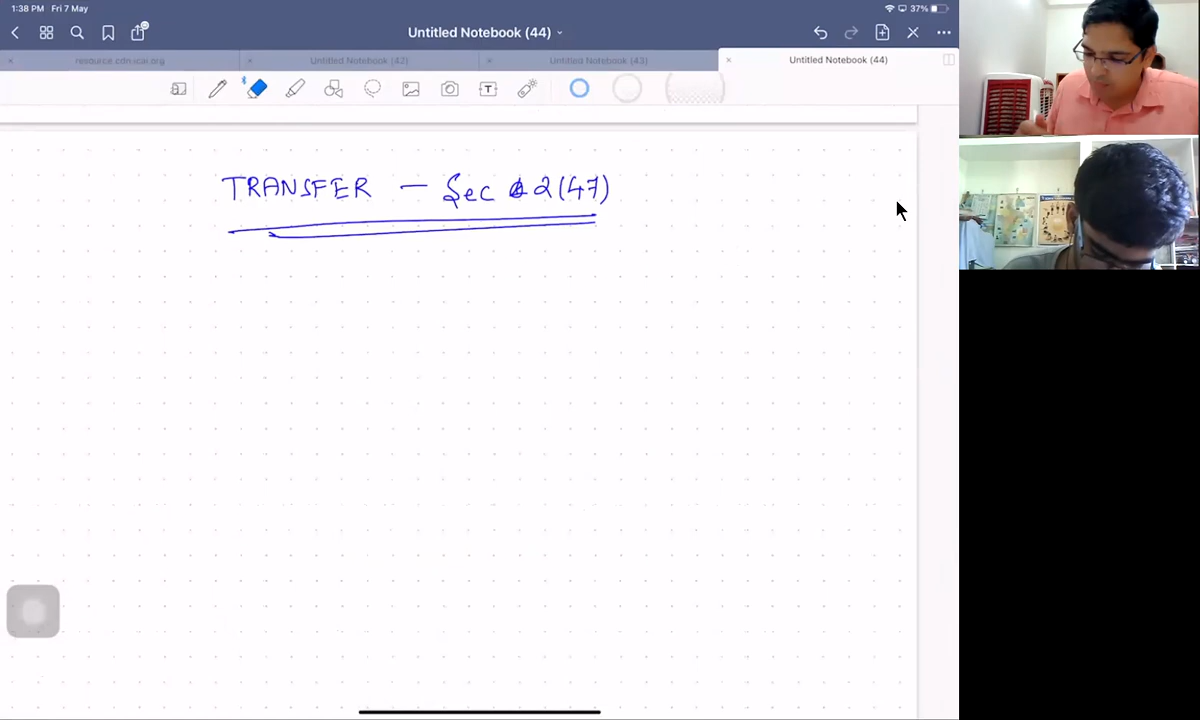 1:38 PM Fri 7 May
37%
Untitled Notebook (44)
resource.cdn.icai.org
Untitled Notebook (42)
Untitled Notebook (43)
Untitled Notebook (44)
T
TRANSFER — Sec 2(47)